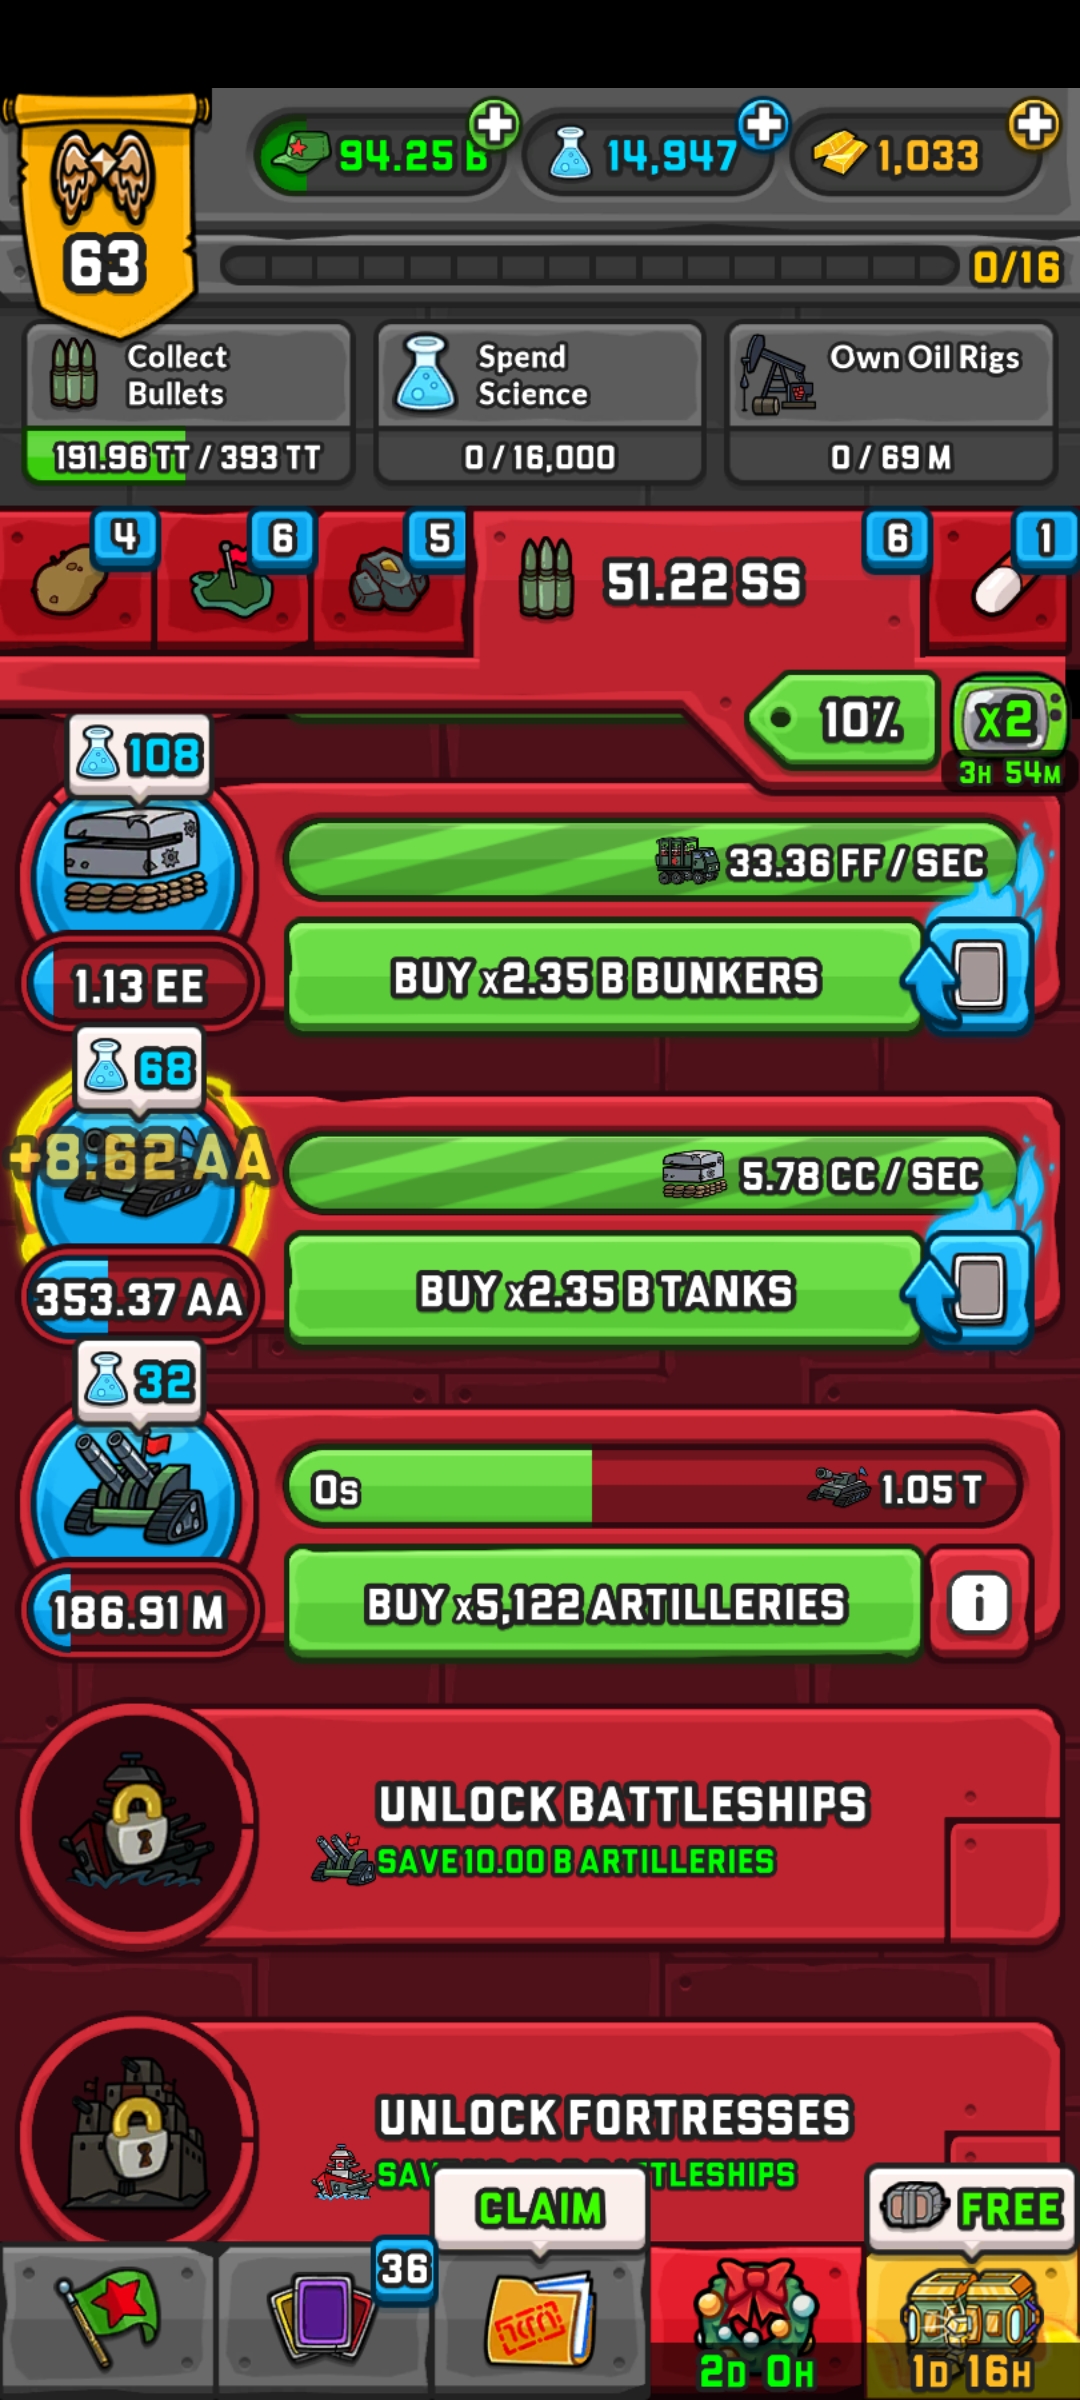 94.25 B
14,947
1,033
63
0/16
Collect
Bullets
191.96 TT / 393 TT
Spend
Science
0 / 16,000
Own Oil Rigs
0 / 69 M
4
6
5
51.22 SS
6
1
10%
x2
3H 54M
108
33.36 FF / SEC
1.13 EE
BUY x2.35 B BUNKERS
68
+8.62 AA
5.78 CC / SEC
353.37 AA
BUY x2.35 B TANKS
32
0s
1.05 T
186.91 M
BUY x5,122 ARTILLERIES
i
UNLOCK BATTLESHIPS
SAVE 10.00 B ARTILLERIES
UNLOCK FORTRESSES
CLAIM
FREE
36
2D 0H
1D 16H